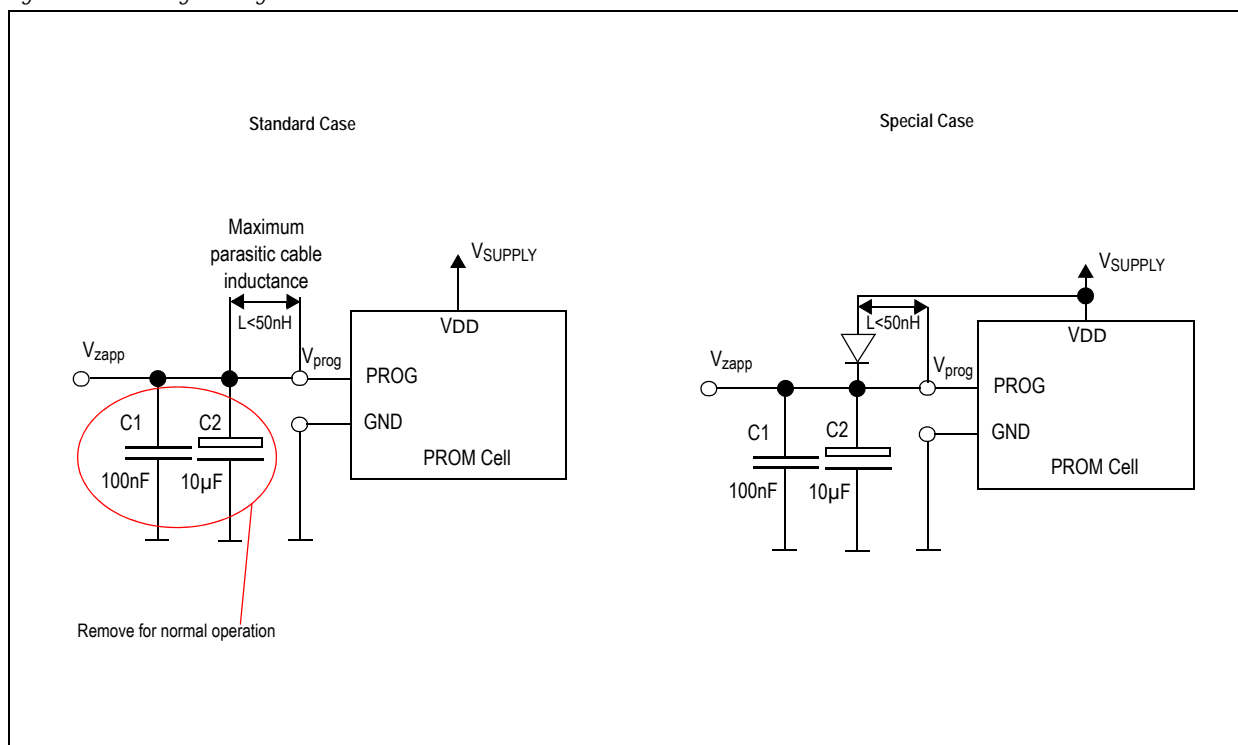 Standard Case
Maximum
parasitic cable
inductance
L<50nH
VSUPPLY
VDD
Vzapp
Vprog
PROG
GND
C1
C2
100nF
10µF
PROM Cell
Remove for normal operation
Special Case
VSUPPLY
L<50nH
VDD
Vzapp
Vprog
PROG
GND
C1
C2
100nF
10µF
PROM Cell